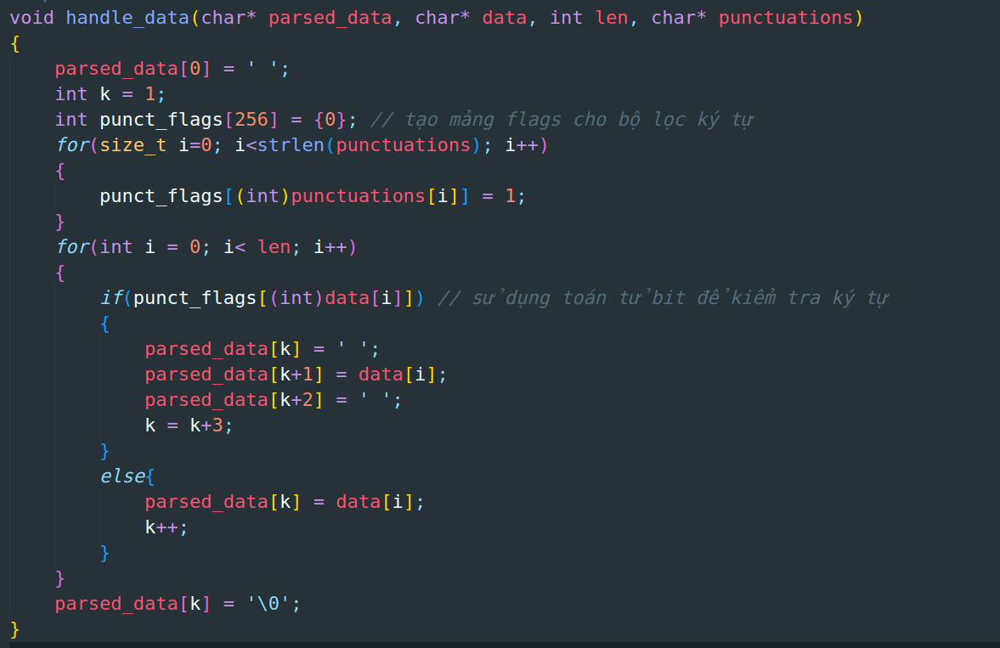 void handle_data(char* parsed_data, char* data, int len, char* punctuations)
{
    parsed_data[0] = ' ';
    int k = 1;
    int punct_flags[256] = {0}; // tạo mảng flags cho bộ lọc ký tự
    for(size_t i=0; i<strlen(punctuations); i++)
    {
        punct_flags[(int)punctuations[i]] = 1;
    }
    for(int i = 0; i< len; i++)
    {
        if(punct_flags[(int)data[i]]) // sử dụng toán tử bit để kiểm tra ký tự
        {
            parsed_data[k] = ' ';
            parsed_data[k+1] = data[i];
            parsed_data[k+2] = ' ';
            k = k+3;
        }
        else{
            parsed_data[k] = data[i];
            k++;
        }
    }
    parsed_data[k] = '\0';
}